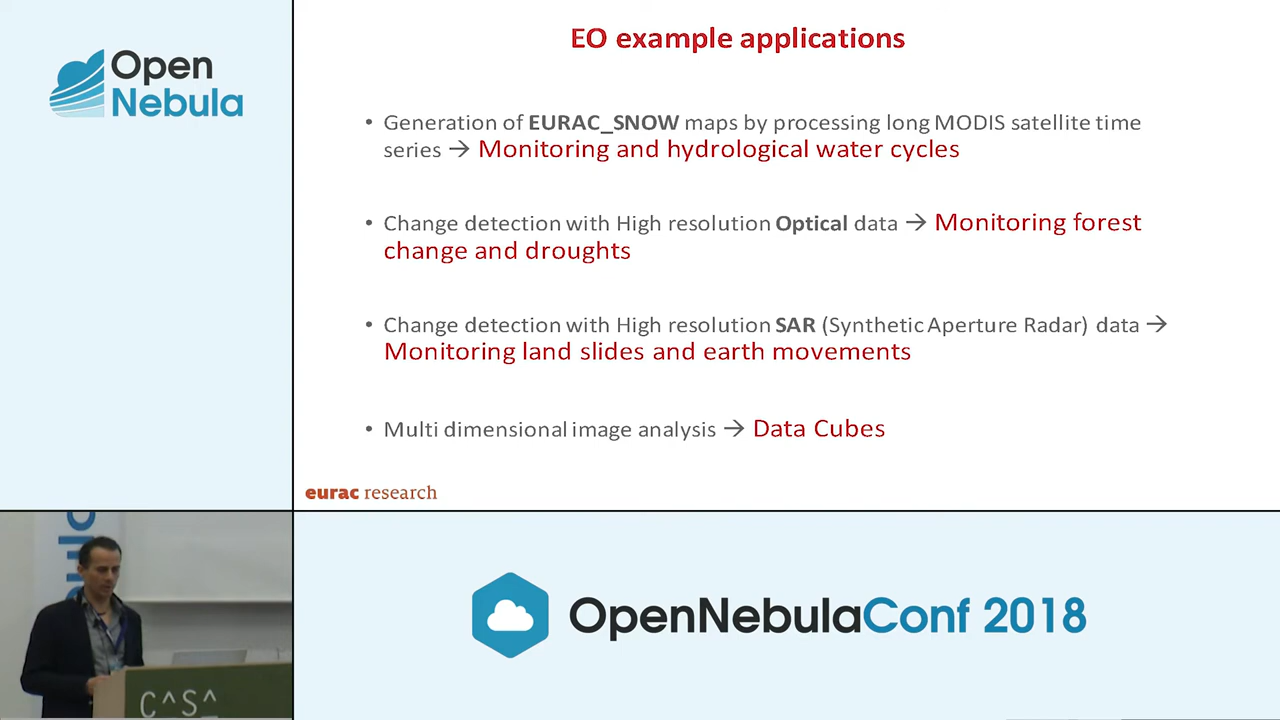 Open
Nebula
EO example applications
• Generation of EURAC_SNOW maps by processing long MODIS satellite time
series → Monitoring and hydrological water cycles
• Change detection with High resolution Optical data → Monitoring forest
change and droughts
• Change detection with High resolution SAR (Synthetic Aperture Radar) data →
Monitoring land slides and earth movements
• Multi dimensional image analysis → Data Cubes
eurac research
OpenNebulaConf 2018
C^S^